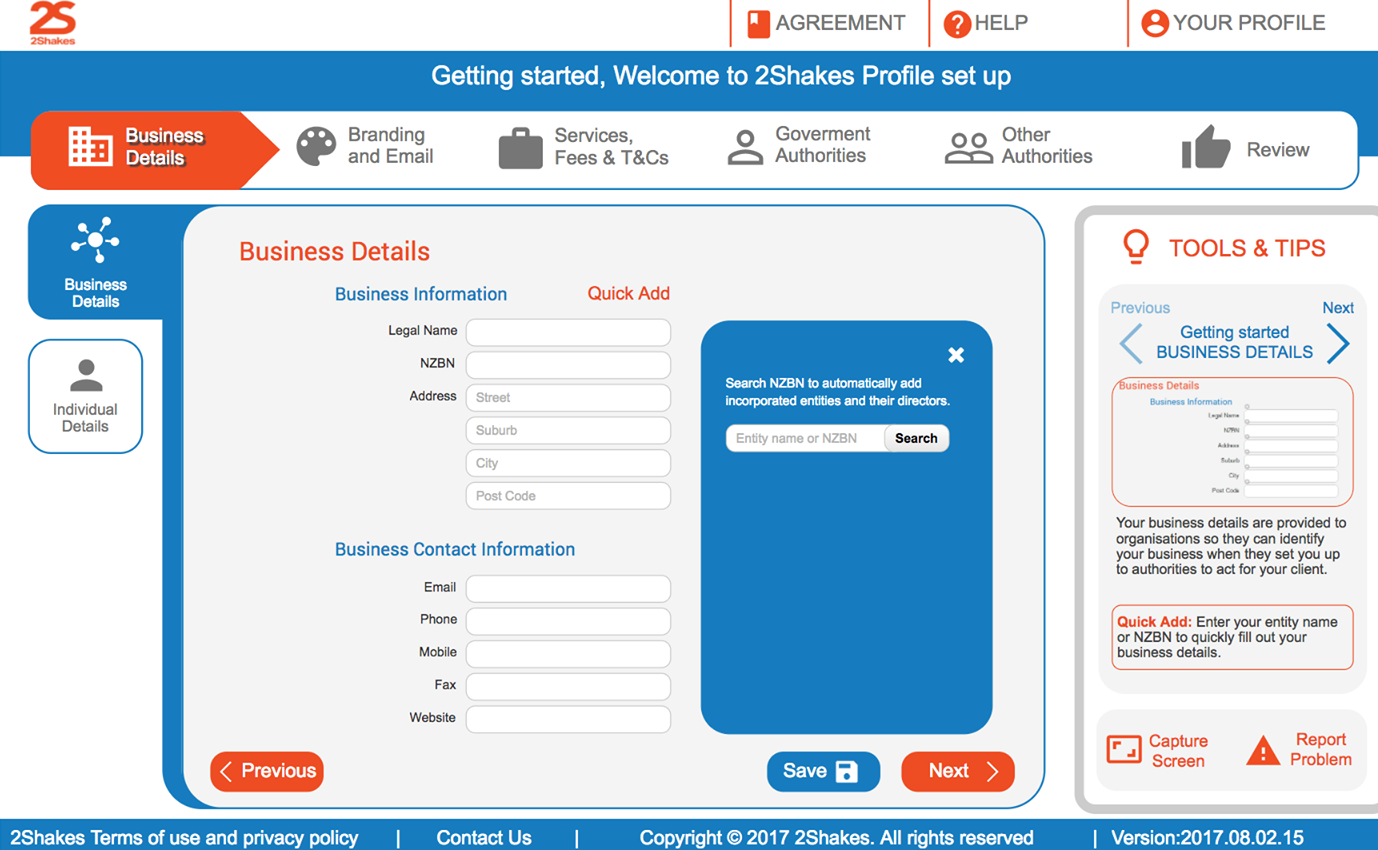 2S
2Shakes
AGREEMENT
HELP
YOUR PROFILE
Getting started, Welcome to 2Shakes Profile set up
Business
Details
Branding
and Email
Services,
Fees & T&Cs
Goverment
Authorities
Other
Authorities
Review
Business
Details
Individual
Details
Business Details
Business Information
Quick Add
Legal Name
NZBN
Address
Street
Suburb
City
Post Code
Business Contact Information
Email
Phone
Mobile
Fax
Website
Search NZBN to automatically add
incorporated entities and their directors.
Entity name or NZBN
Search
Previous
Save
Next
TOOLS & TIPS
Previous
Next
Getting started
BUSINESS DETAILS
Business Details
Business Information
Legal Name
NZBN
Address
Suburb
City
Post Code
Your business details are provided to
organisations so they can identify
your business when they set you up
to authorities to act for your client.
Quick Add: Enter your entity name
or NZBN to quickly fill out your
business details.
Capture
Screen
Report
Problem
2Shakes Terms of use and privacy policy | Contact Us | Copyright © 2017 2Shakes. All rights reserved | Version:2017.08.02.15